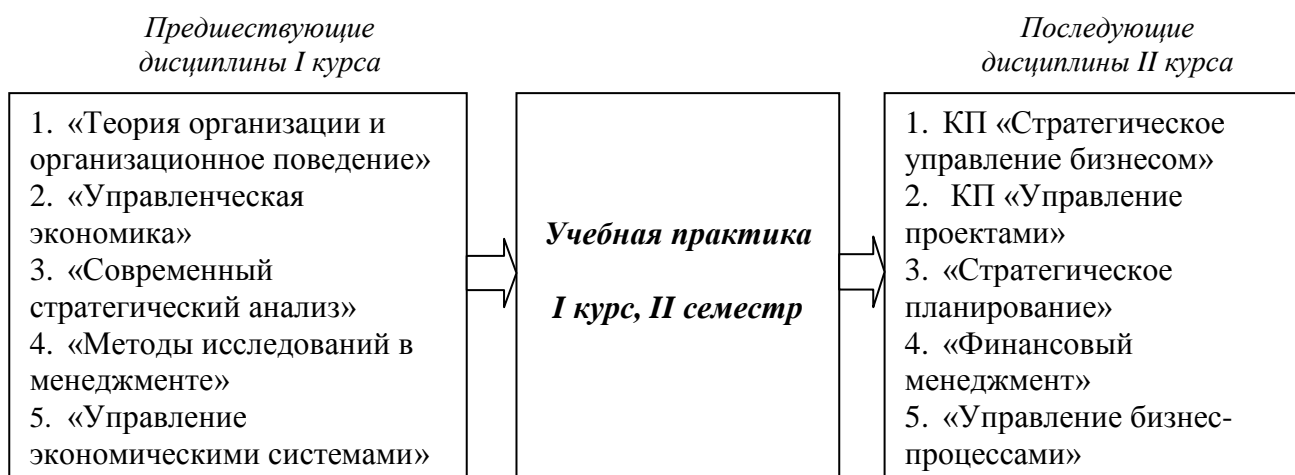 Предшествующие
дисциплины I курса
1. «Теория организации и
организационное поведение»
2. «Управленческая
экономика»
3. «Современный
стратегический анализ»
4. «Методы исследований в
менеджменте»
5. «Управление
экономическими системами»
Учебная практика
I курс, II семестр
Последующие
дисциплины II курса
1. КП «Стратегическое
управление бизнесом»
2. КП «Управление
проектами»
3. «Стратегическое
планирование»
4. «Финансовый
менеджмент»
5. «Управление бизнес-
процессами»